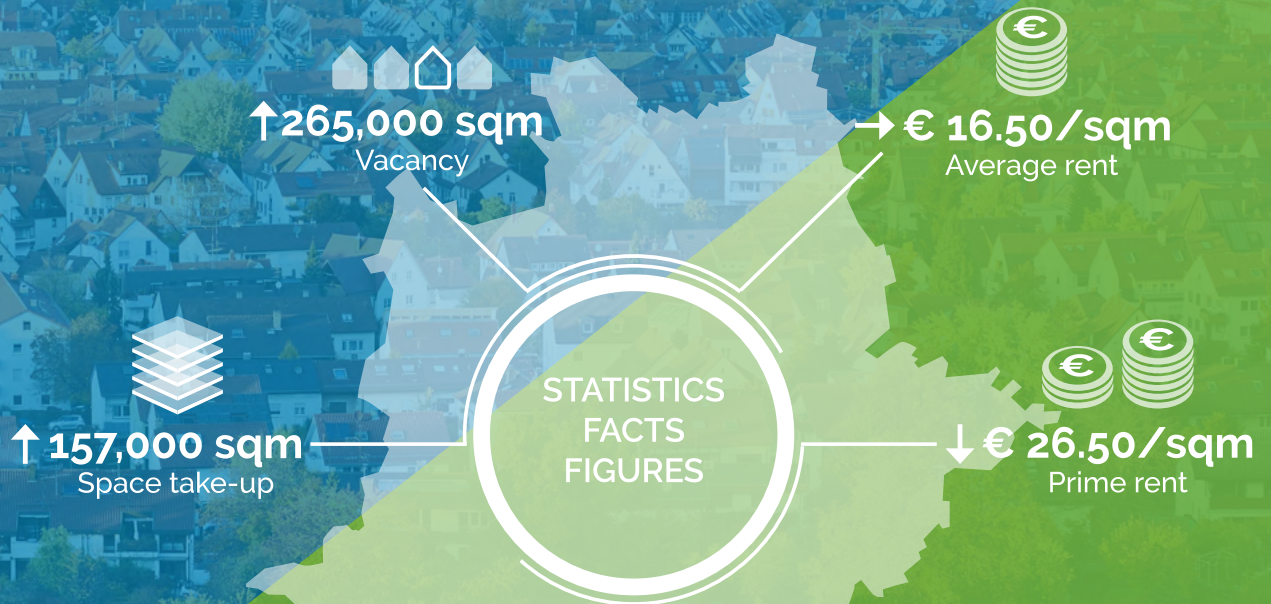 ↑265,000 sqm
Vacancy
→ € 16.50/sqm
Average rent
STATISTICS
FACTS
FIGURES
↑ 157,000 sqm
Space take-up
↓ € 26.50/sqm
Prime rent